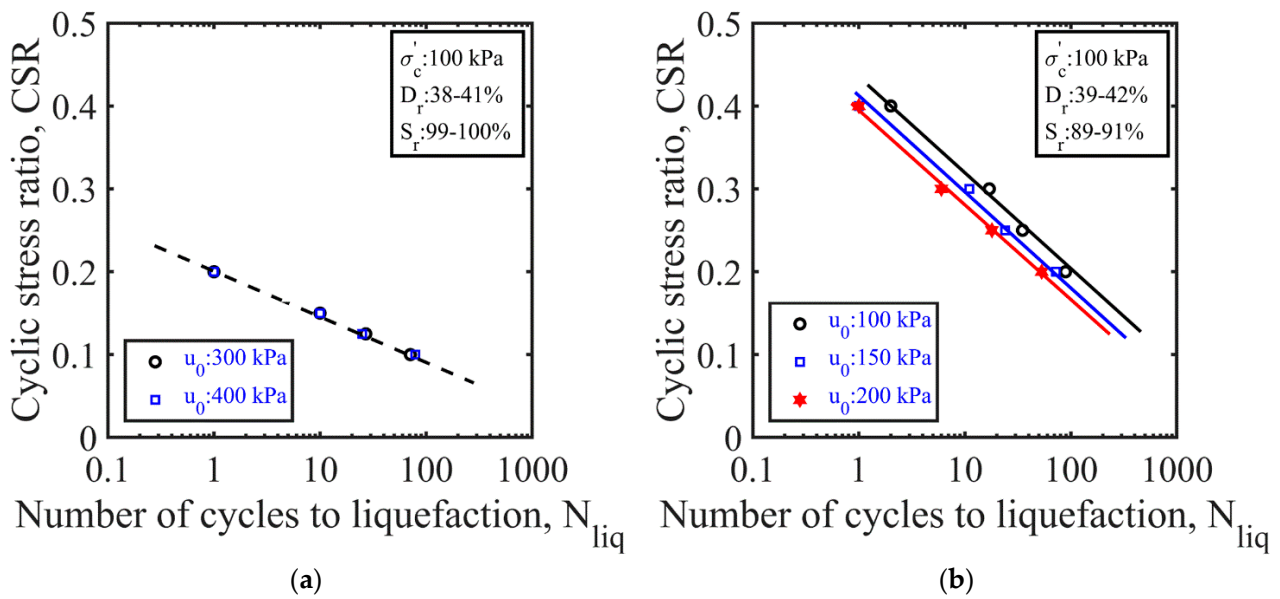 Cyclic stress ratio, CSR
0.5
0.4
0.3
0.2
0.1
0
σ'c:100 kPa
Dr:38-41%
Sr:99-100%
u0:300 kPa
u0:400 kPa
0.1 1 10 100 1000
Number of cycles to liquefaction, Nliq
(a)
Cyclic stress ratio, CSR
0.5
0.4
0.3
0.2
0.1
0
σ'c:100 kPa
Dr:39-42%
Sr:89-91%
u0:100 kPa
u0:150 kPa
u0:200 kPa
0.1 1 10 100 1000
Number of cycles to liquefaction, Nliq
(b)